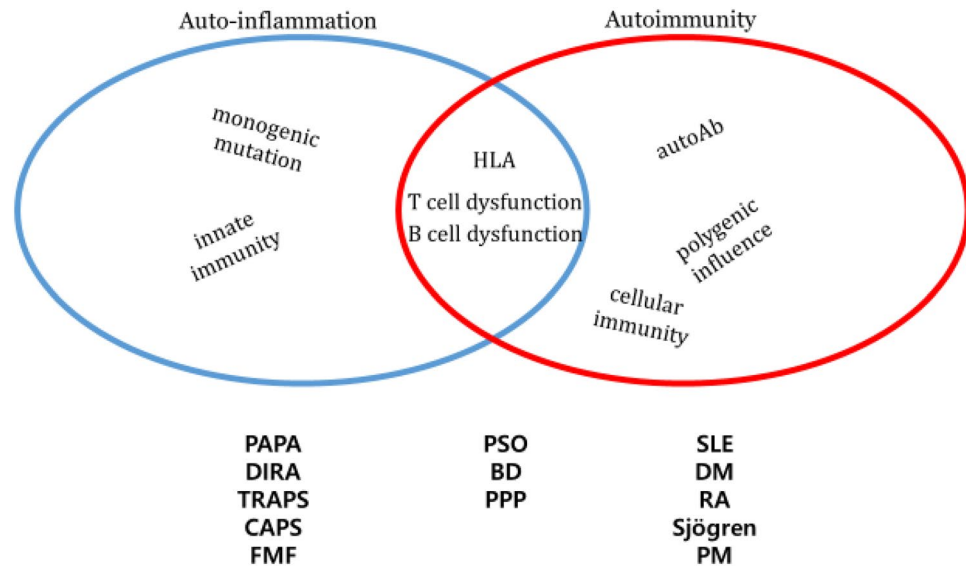 Auto-inflammation
Autoimmunity
monogenic
mutation
innate
immunity
HLA
T cell dysfunction
B cell dysfunction
autoAb
polygenic
influence
cellular
immunity
PAPA
DIRA
TRAPS
CAPS
FMF
PSO
BD
PPP
SLE
DM
RA
Sjögren
PM